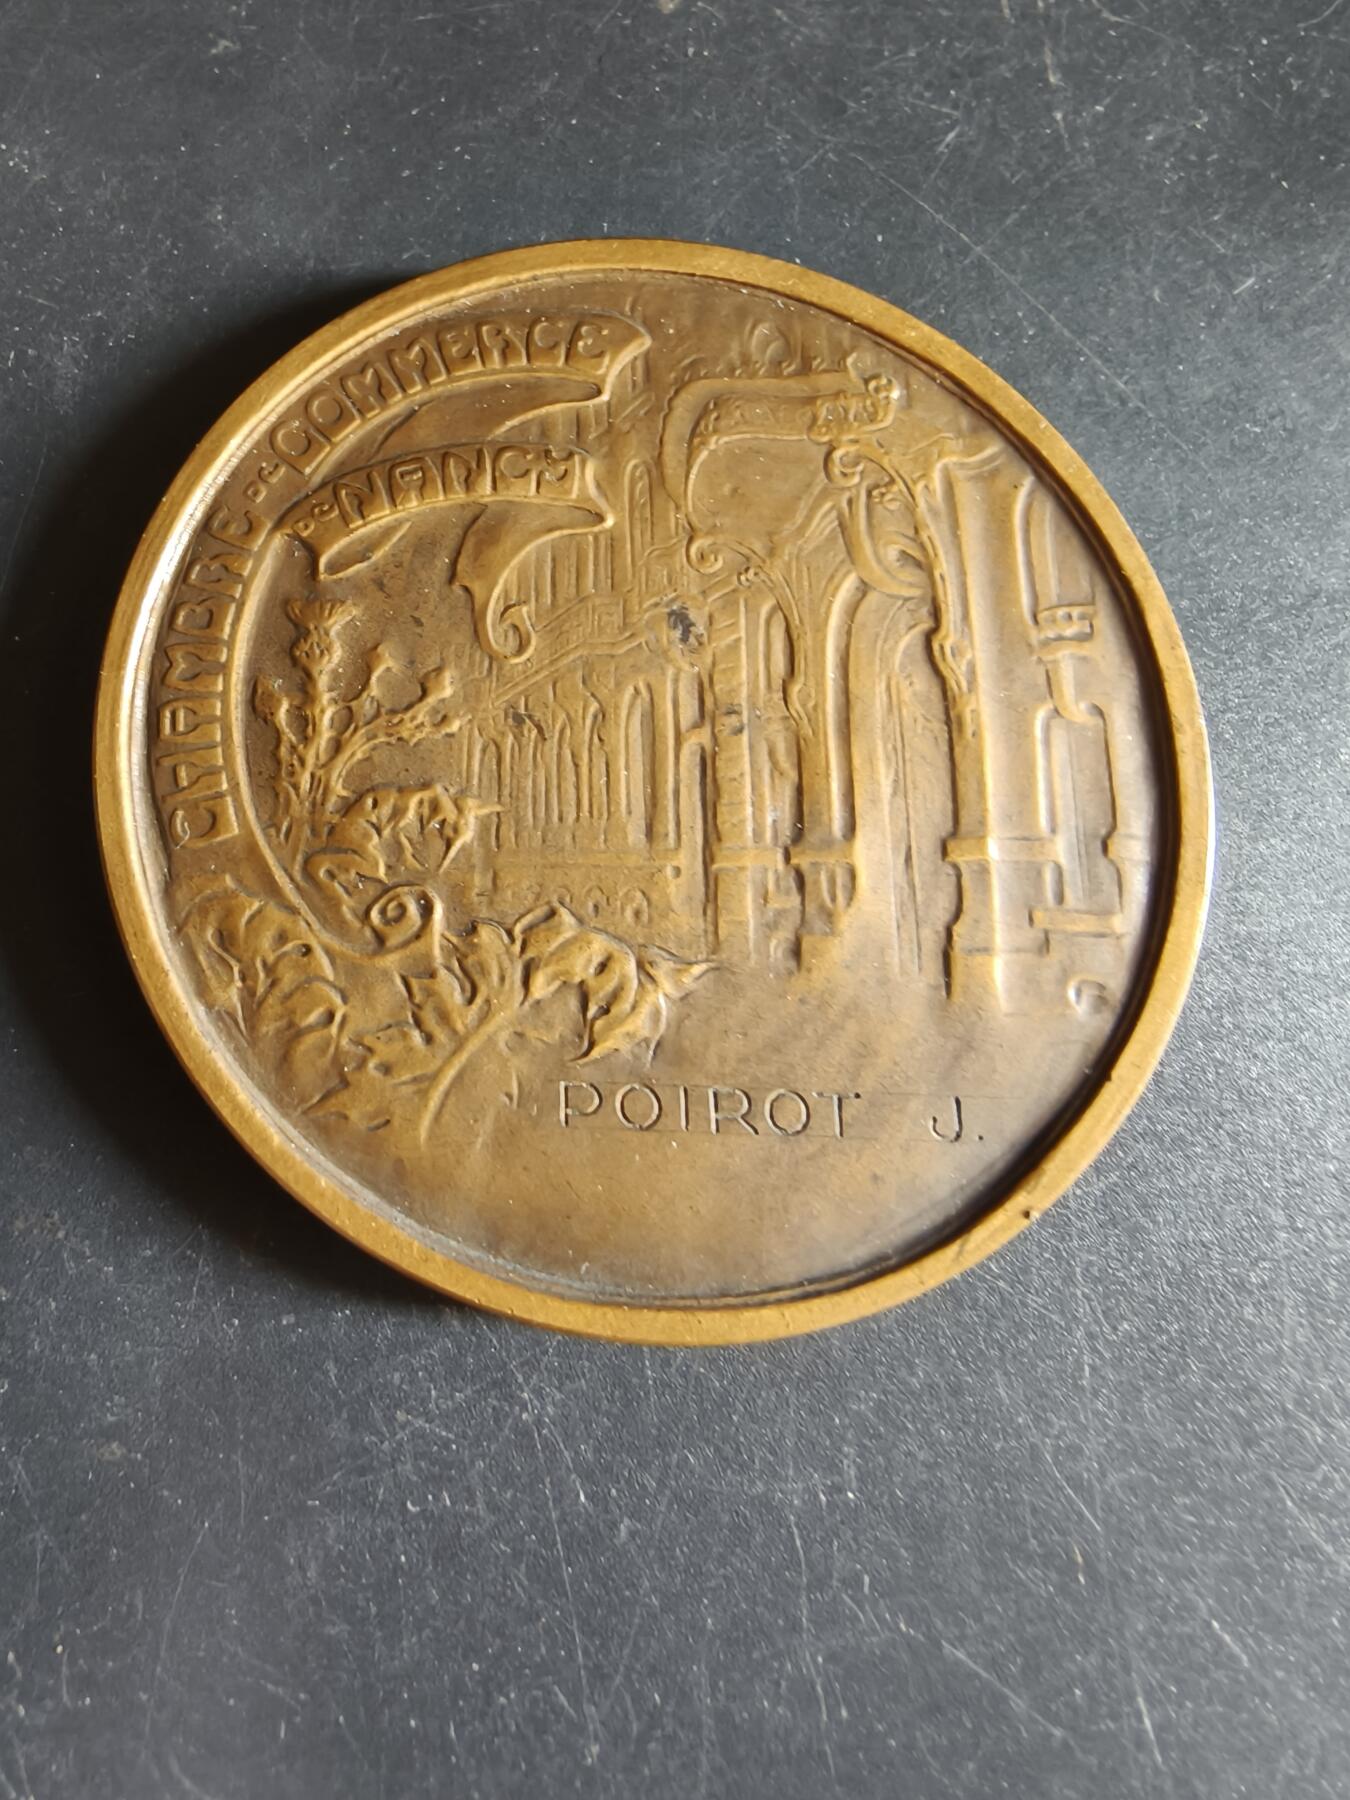 CHAMBRE DE COMMERCE
DE NANCY
POIROT J.